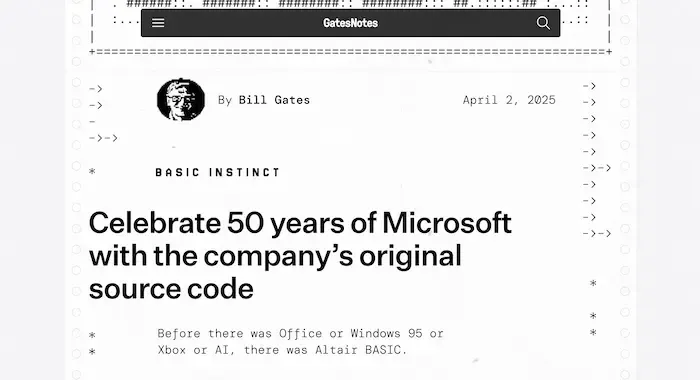 . ######::. #######:: ########:: ######## ########::: ##.::::::## :...::
:... GatesNotes .::::
|
+==========================================================+
-> By Bill Gates April 2, 2025 ->
->
-
->->
* BASIC INSTINCT
Celebrate 50 years of Microsoft
with the company's original
source code
* Before there was Office or Windows 95 or
* Xbox or AI, there was Altair BASIC.